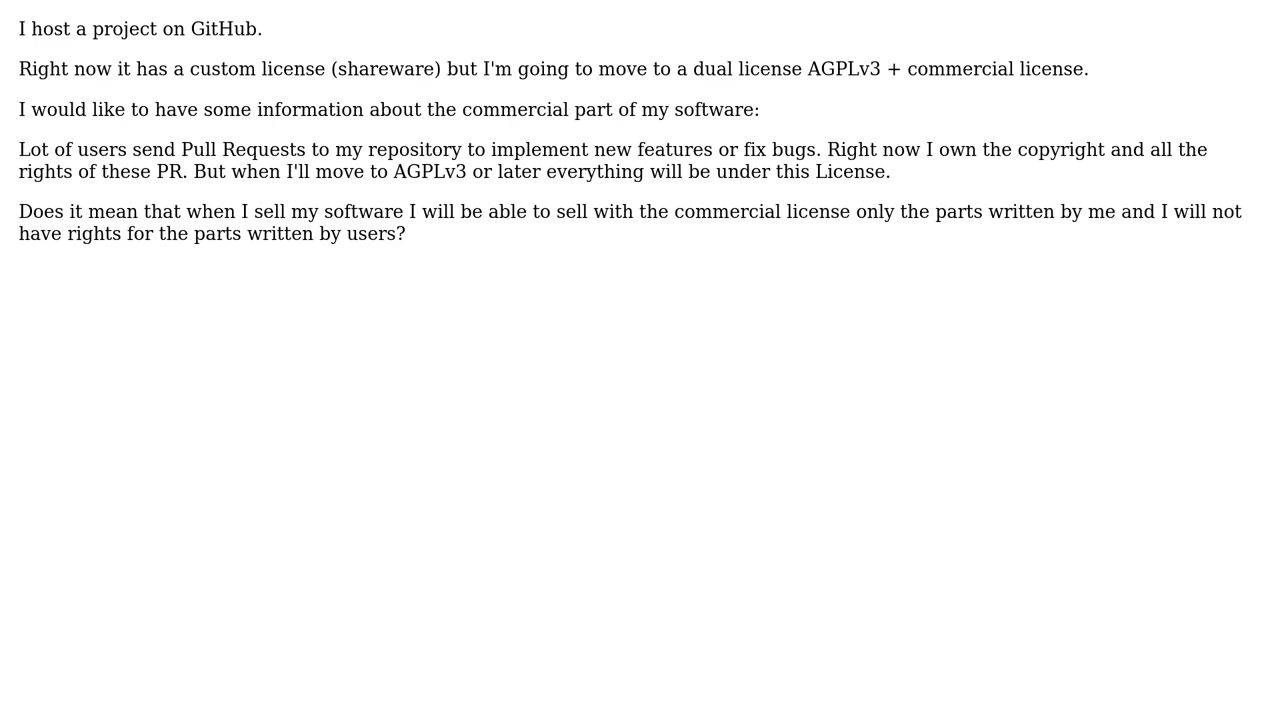 I host a project on GitHub.
Right now it has a custom license (shareware) but I'm going to move to a dual license AGPLv3 + commercial license.
I would like to have some information about the commercial part of my software:
Lot of users send Pull Requests to my repository to implement new features or fix bugs. Right now I own the copyright and all the
rights of these PR. But when I'll move to AGPLv3 or later everything will be under this License.
Does it mean that when I sell my software I will be able to sell with the commercial license only the parts written by me and I will not
have rights for the parts written by users?